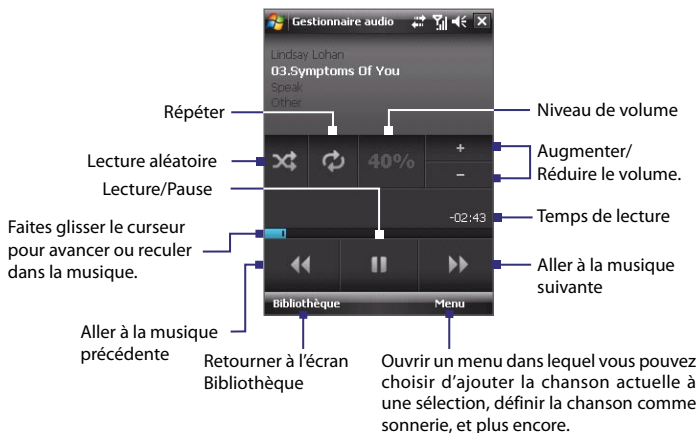 Gestionnaire audio
Lindsay Lohan
03.Symptoms Of You
Speak
Other
Répéter
Niveau de volume
40%
+
−
Augmenter/
Réduire le volume.
Lecture aléatoire
Lecture/Pause
-02:43
Temps de lecture
Faites glisser le curseur
pour avancer ou reculer
dans la musique.
Aller à la musique
suivante
Bibliothèque
Menu
Aller à la musique
précédente
Retourner à l'écran
Bibliothèque
Ouvrir un menu dans lequel vous pouvez
choisir d'ajouter la chanson actuelle à
une sélection, définir la chanson comme
sonnerie, et plus encore.